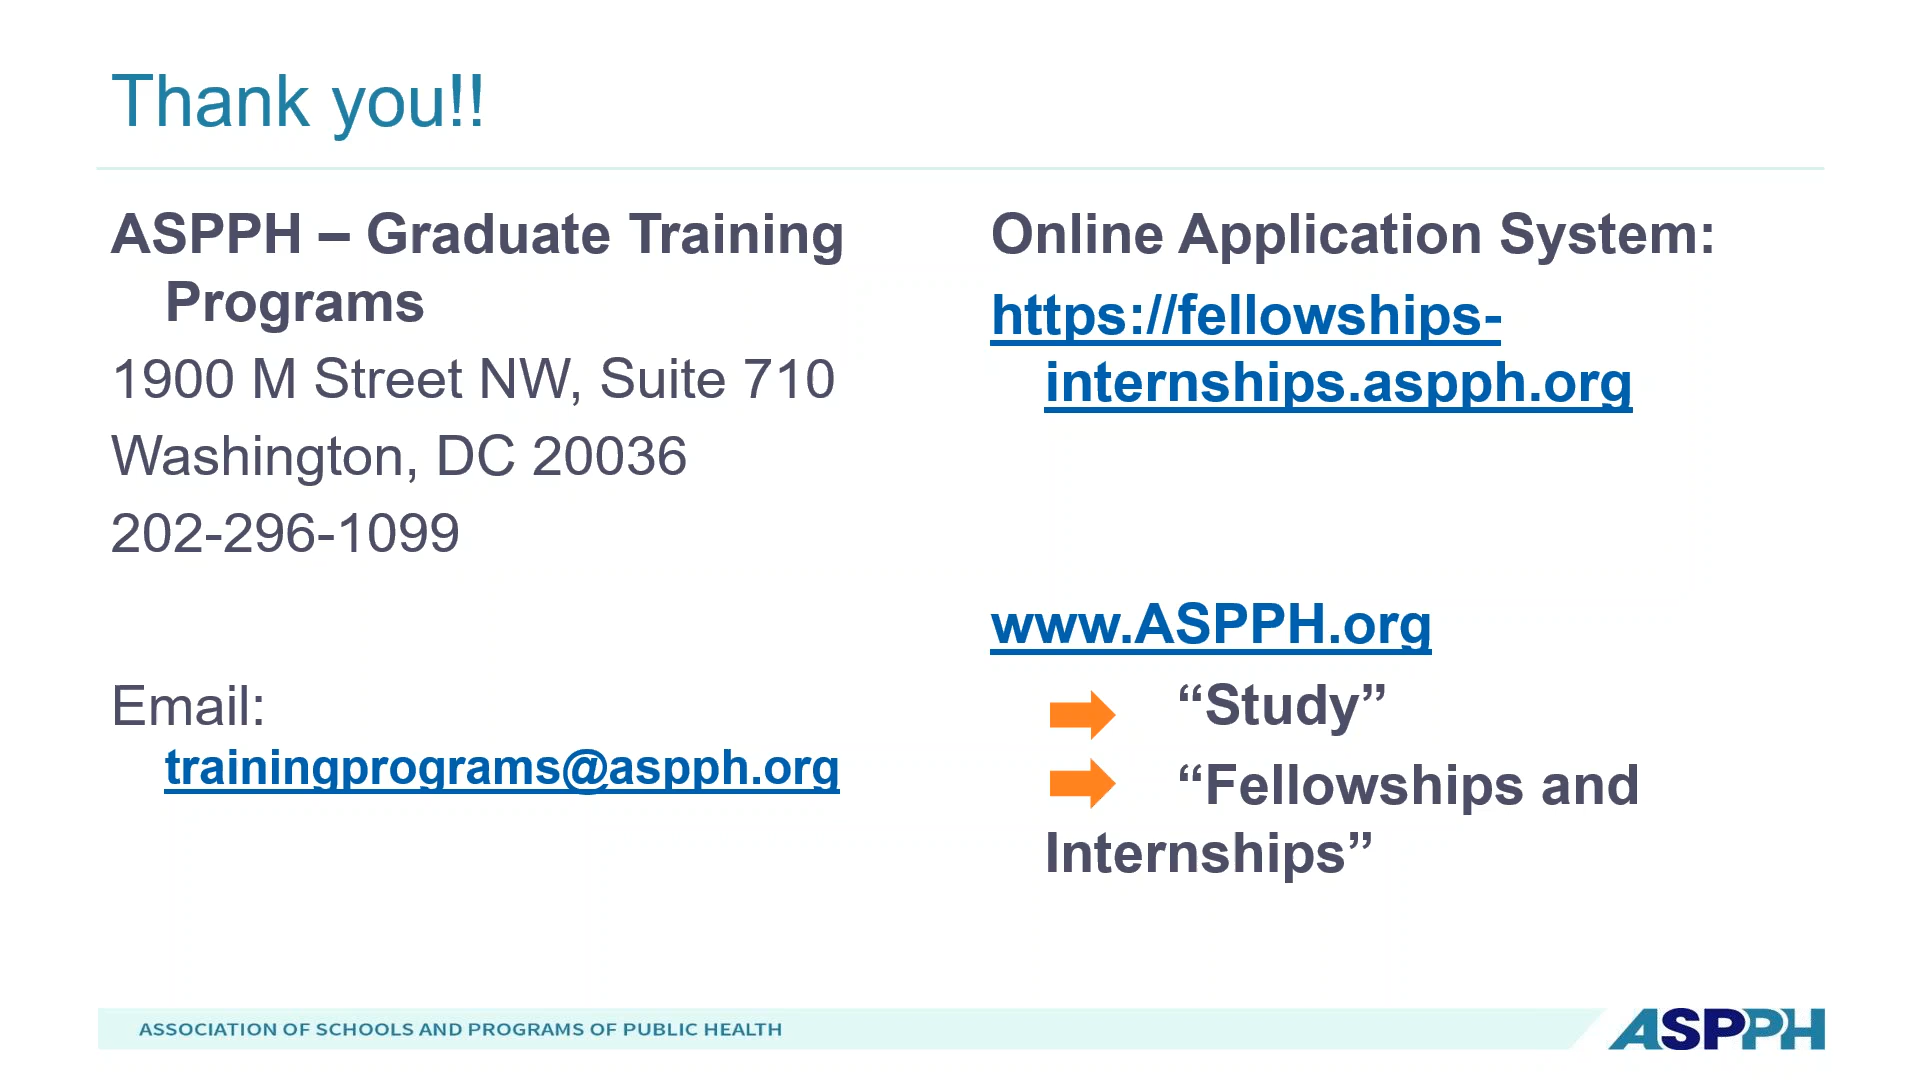 Thank you!!
ASPPH – Graduate Training
Programs
1900 M Street NW, Suite 710
Washington, DC 20036
202-296-1099
Email:
trainingprograms@aspph.org
Online Application System:
https://fellowships-
internships.aspph.org
www.ASPPH.org
“Study”
“Fellowships and
Internships”
ASSOCIATION OF SCHOOLS AND PROGRAMS OF PUBLIC HEALTH
ASPPH